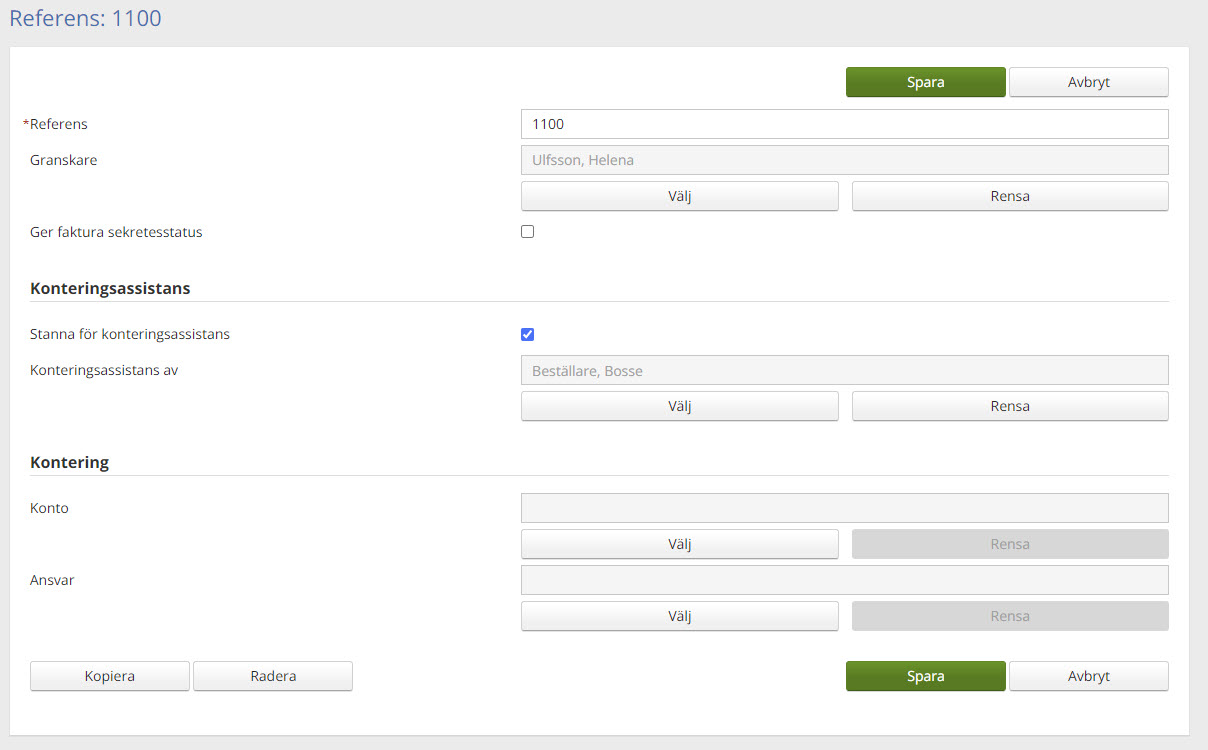 Referens: 1100
Spara Avbryt
*Referens 1100
Granskare Ulfsson, Helena
Välj Rensa
Ger faktura sekretesstatus
Konteringsassistans
Stanna för konteringsassistans
Konteringsassistans av Beställare, Bosse
Välj Rensa
Kontering
Konto
Välj Rensa
Ansvar
Välj Rensa
Kopiera Radera Spara Avbryt